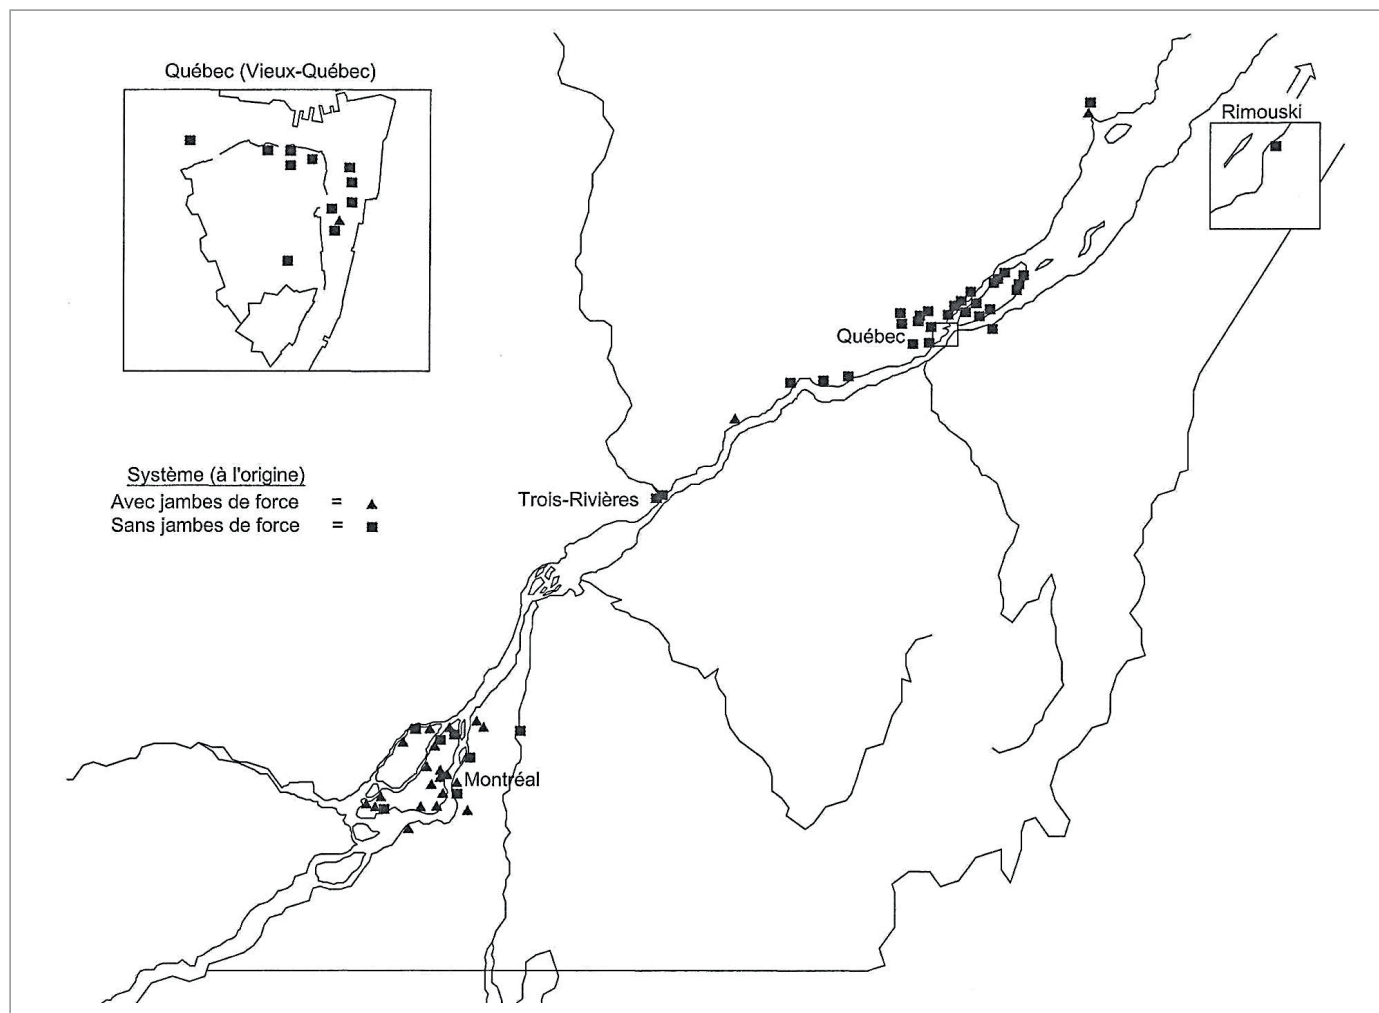 Québec (Vieux-Québec)
Rimouski
Québec
Trois-Rivières
Système (à l'origine)
Avec jambes de force = ▲
Sans jambes de force = ■
Montréal